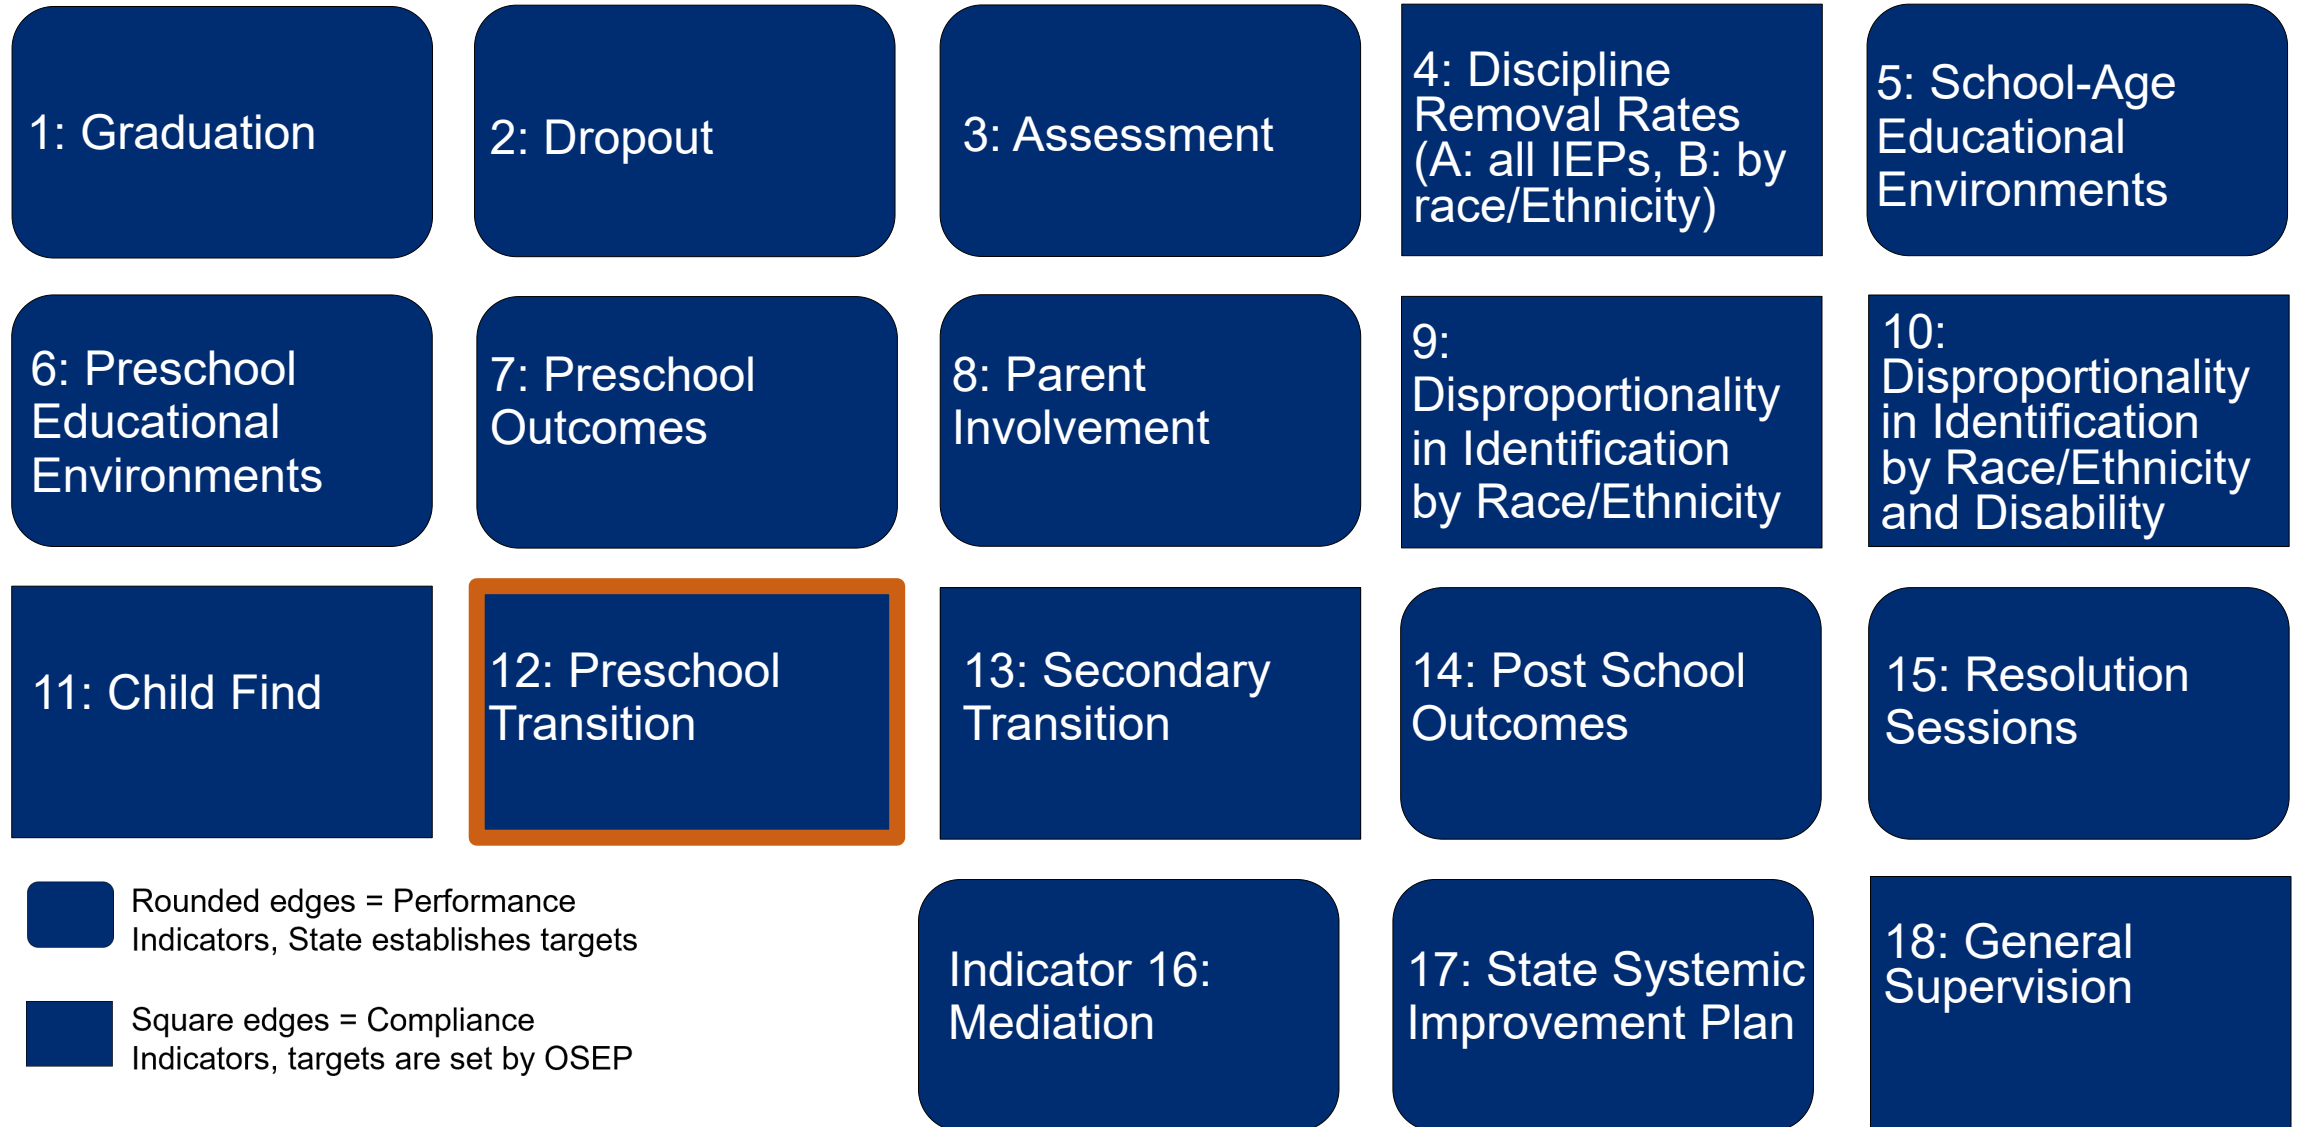 1: Graduation
2: Dropout
3: Assessment
4: Discipline
Removal Rates
(A: all IEPs, B: by
race/Ethnicity)
5: School-Age
Educational
Environments
6: Preschool
Educational
Environments
7: Preschool
Outcomes
8: Parent
Involvement
9:
Disproportionality
in Identification
by Race/Ethnicity
10:
Disproportionality
in Identification
by Race/Ethnicity
and Disability
11: Child Find
12: Preschool
Transition
13: Secondary
Transition
14: Post School
Outcomes
15: Resolution
Sessions
Rounded edges = Performance
Indicators, State establishes targets
Square edges = Compliance
Indicators, targets are set by OSEP
Indicator 16:
Mediation
17: State Systemic
Improvement Plan
18: General
Supervision